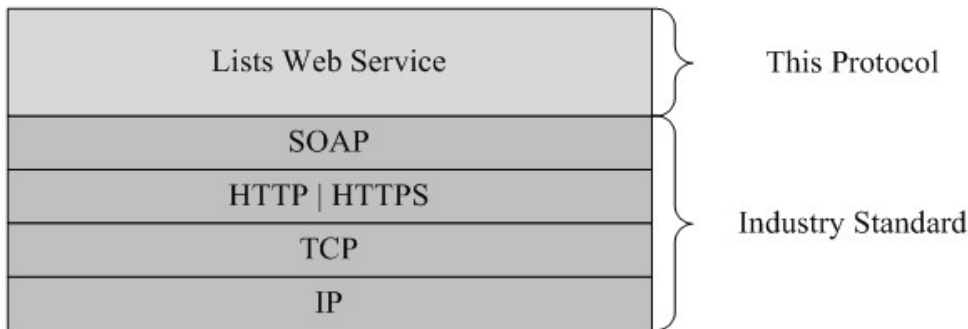 Lists Web Service
This Protocol
SOAP
HTTP | HTTPS
TCP
IP
Industry Standard